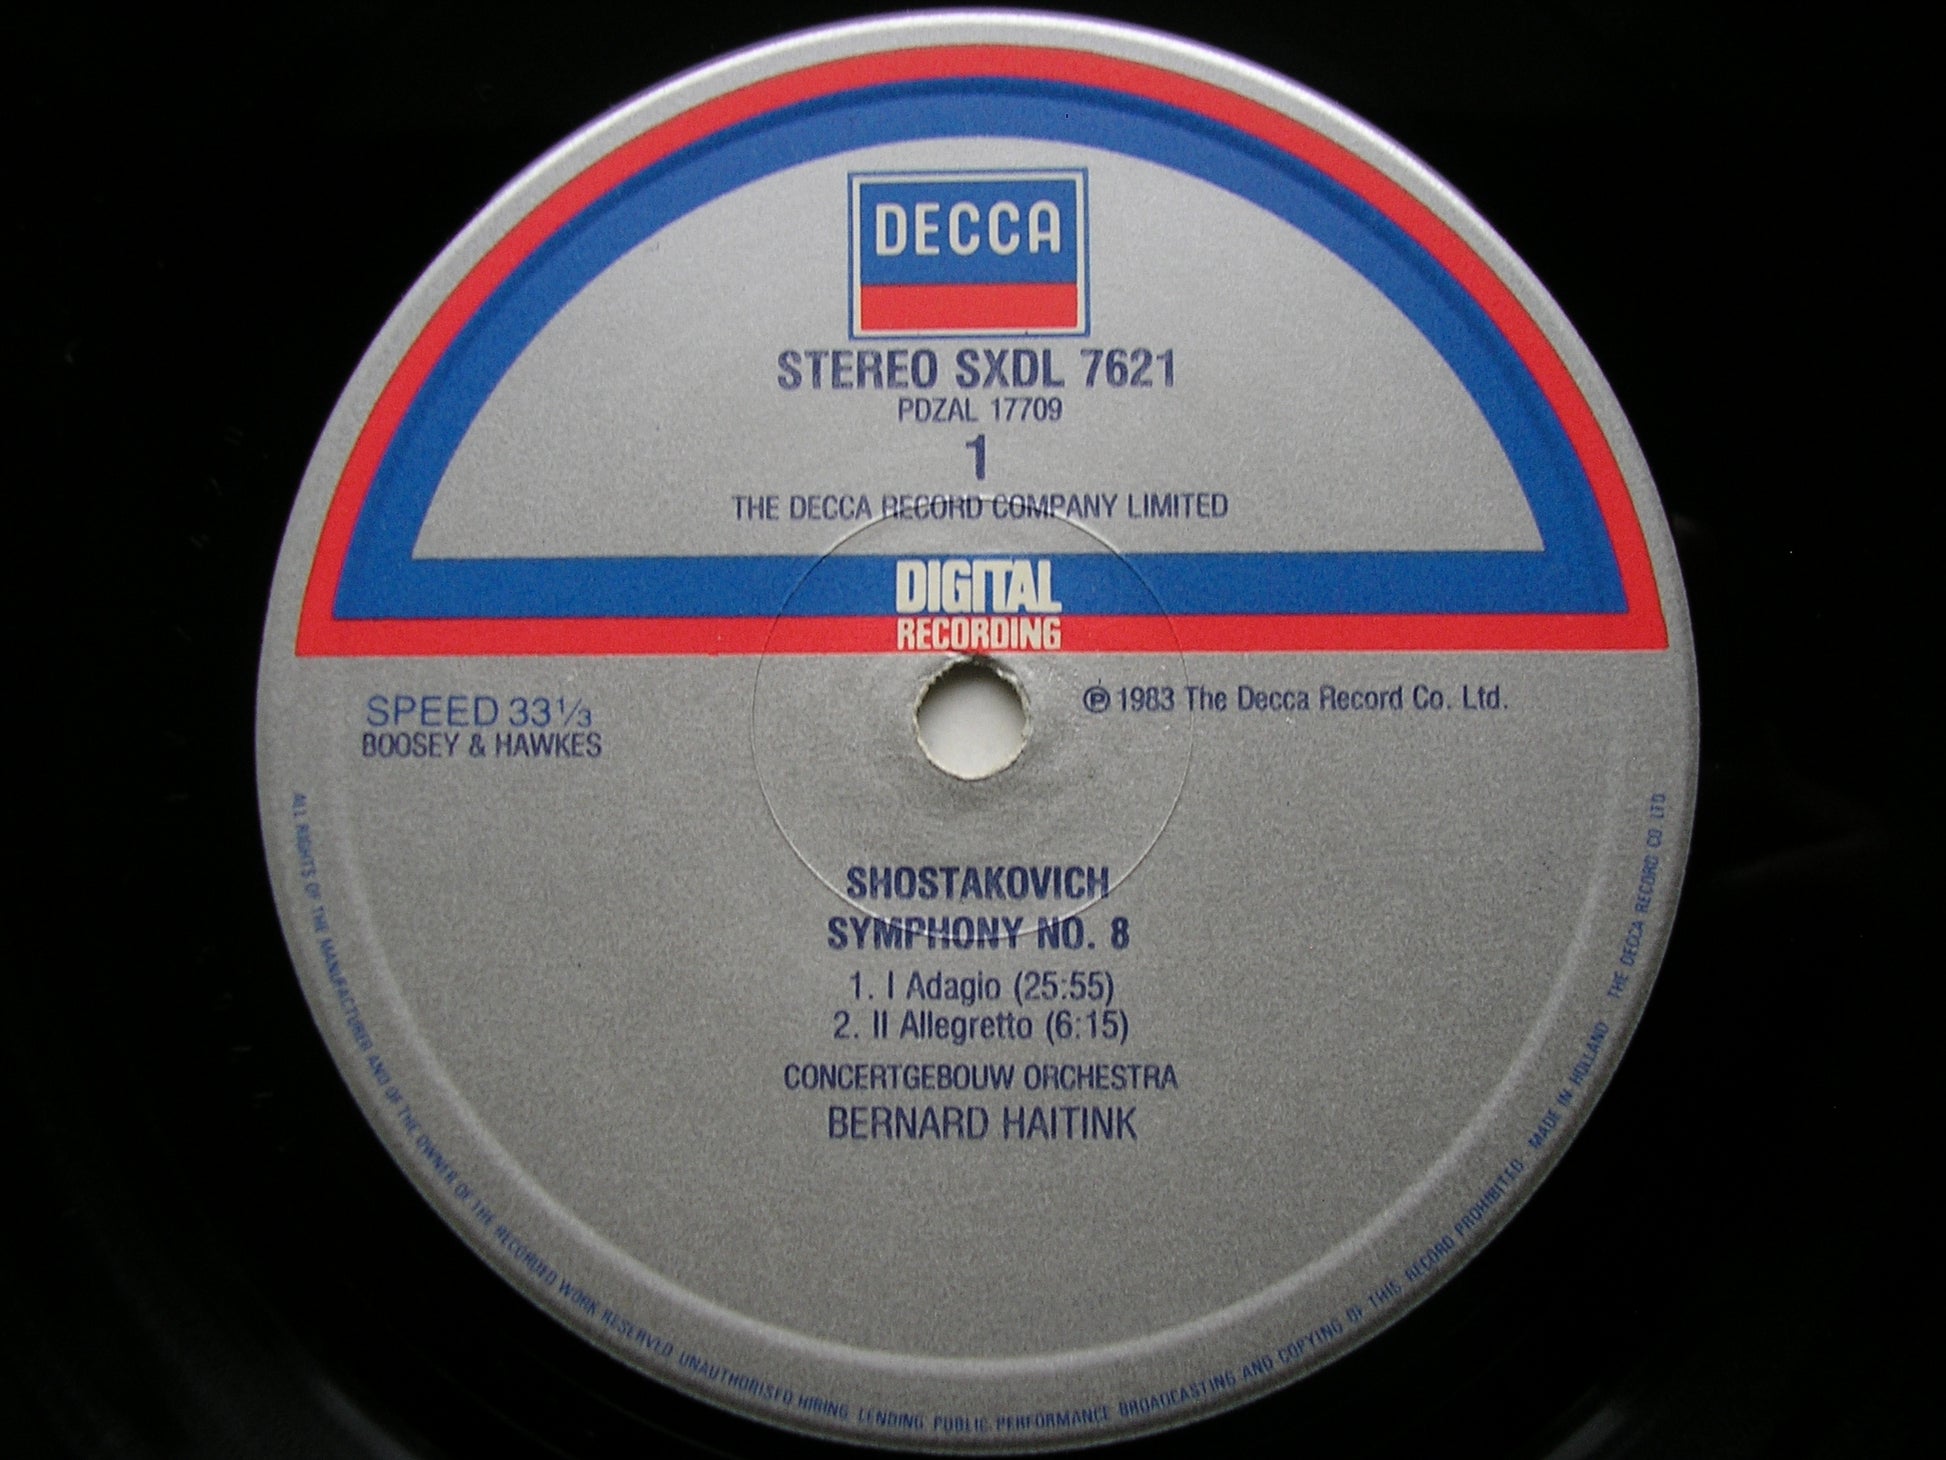 DECCA
STEREO SXDL 7621
PDZAL 17709
1
THE DECCA RECORD COMPANY LIMITED
DIGITAL
RECORDING
SPEED 33⅓
BOOSEY & HAWKES
Ⓟ 1983 The Decca Record Co. Ltd.
SHOSTAKOVICH
SYMPHONY NO. 8
1. I Adagio (25:55)
2. II Allegretto (6:15)
CONCERTGEBOUW ORCHESTRA
BERNARD HAITINK
ALL RIGHTS OF THE MANUFACTURER AND OF THE OWNER OF THE RECORDED WORK RESERVED UNAUTHORISED HIRING LENDING PUBLIC PERFORMANCE BROADCASTING AND COPYING OF THIS RECORD PROHIBITED · MADE IN HOLLAND THE DECCA RECORD CO LTD